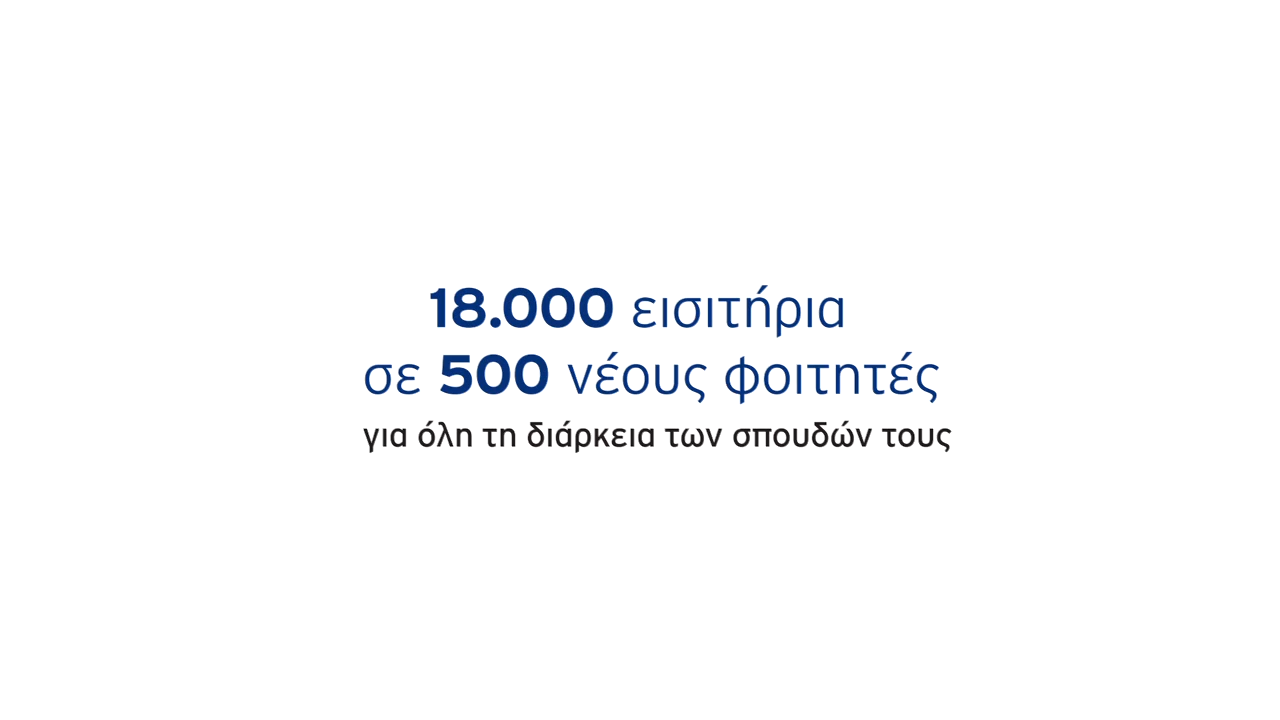 18.000 εισιτήρια
σε 500 νέους φοιτητές
για όλη τη διάρκεια των σπουδών τους